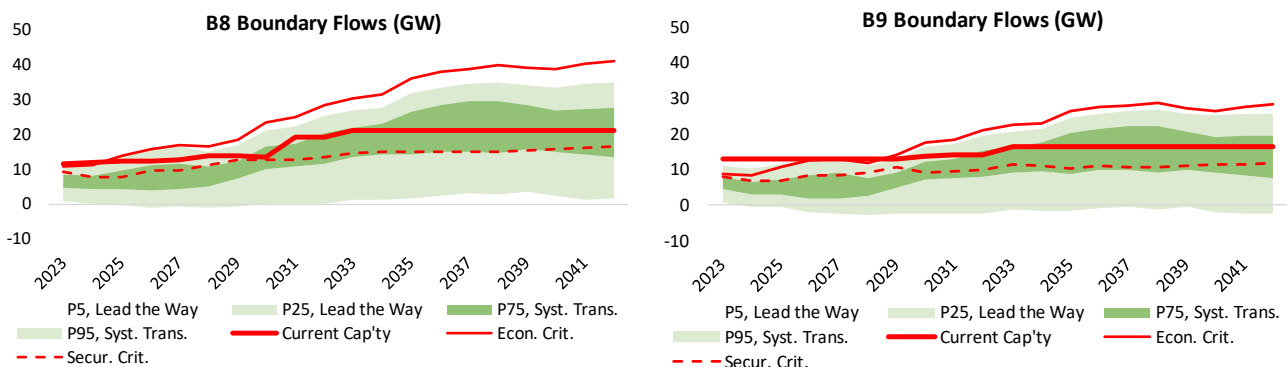 B8 Boundary Flows (GW)
50
40
30
20
10
0
-10
2023
2025
2027
2029
2031
2033
2035
2037
2039
2041
P5, Lead the Way
P25, Lead the Way
P75, Syst. Trans.
P95, Syst. Trans.
Current Cap'ty
Econ. Crit.
Secur. Crit.
B9 Boundary Flows (GW)
50
40
30
20
10
0
-10
2023
2025
2027
2029
2031
2033
2035
2037
2039
2041
P5, Lead the Way
P25, Lead the Way
P75, Syst. Trans.
P95, Syst. Trans.
Current Cap'ty
Econ. Crit.
Secur. Crit.